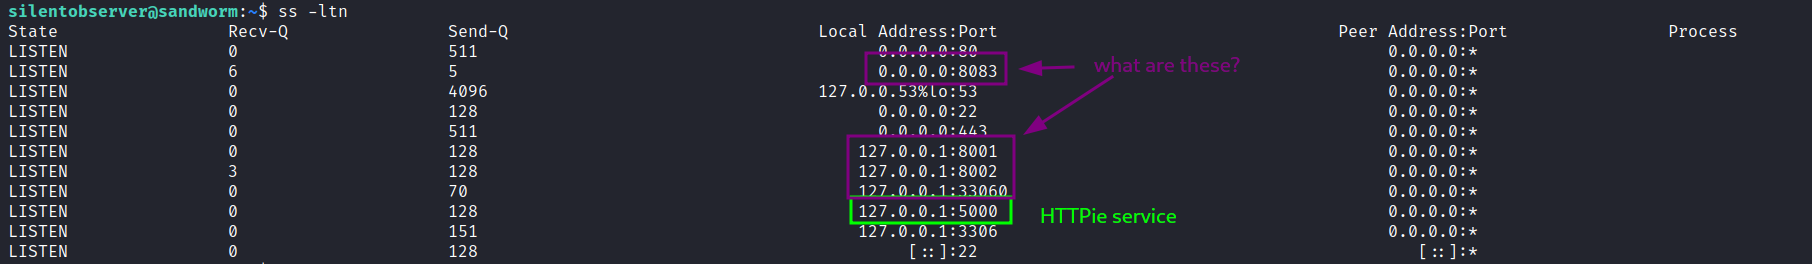 silentobserver@sandworm:~$ ss -ltn
State Recv-Q Send-Q Local Address:Port Peer Address:Port Process
LISTEN 0 511 0.0.0.0:80 0.0.0.0:*
LISTEN 6 5 0.0.0.0:8083 what are these? 0.0.0.0:*
LISTEN 0 4096 127.0.0.53%lo:53 0.0.0.0:*
LISTEN 0 128 0.0.0.0:22 0.0.0.0:*
LISTEN 0 511 0.0.0.0:443 0.0.0.0:*
LISTEN 0 128 127.0.0.1:8001 0.0.0.0:*
LISTEN 3 128 127.0.0.1:8002 0.0.0.0:*
LISTEN 0 70 127.0.0.1:33060 0.0.0.0:*
LISTEN 0 128 127.0.0.1:5000 HTTPie service 0.0.0.0:*
LISTEN 0 151 127.0.0.1:3306 0.0.0.0:*
LISTEN 0 128 [::]:22 [::]:*